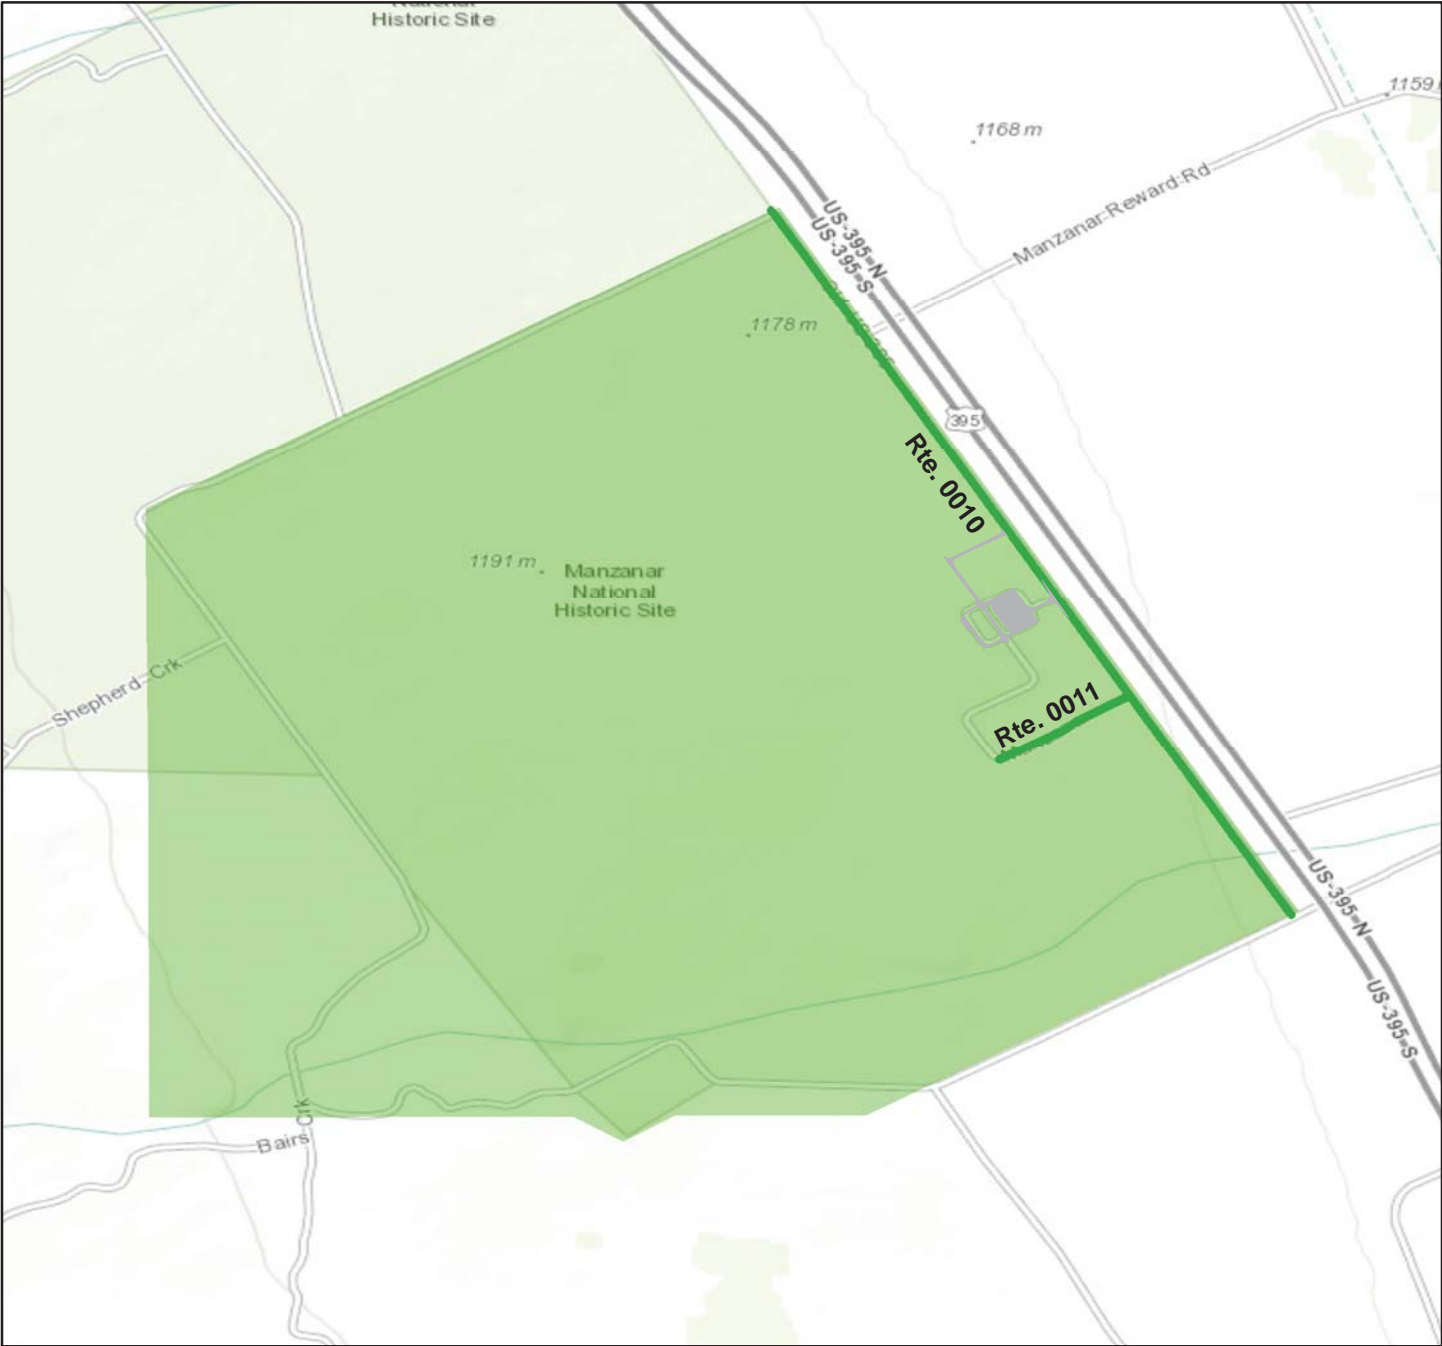 National
Historic Site
1159
1168 m
Manzanar-Reward-Rd
US-395=N
US-395=S
1178 m
395
Rte. 0010
1191 m
Manzanar
National
Historic Site
Shepherd-Crk
Rte. 0011
US-395=N
US-395=S
Bairs Crk